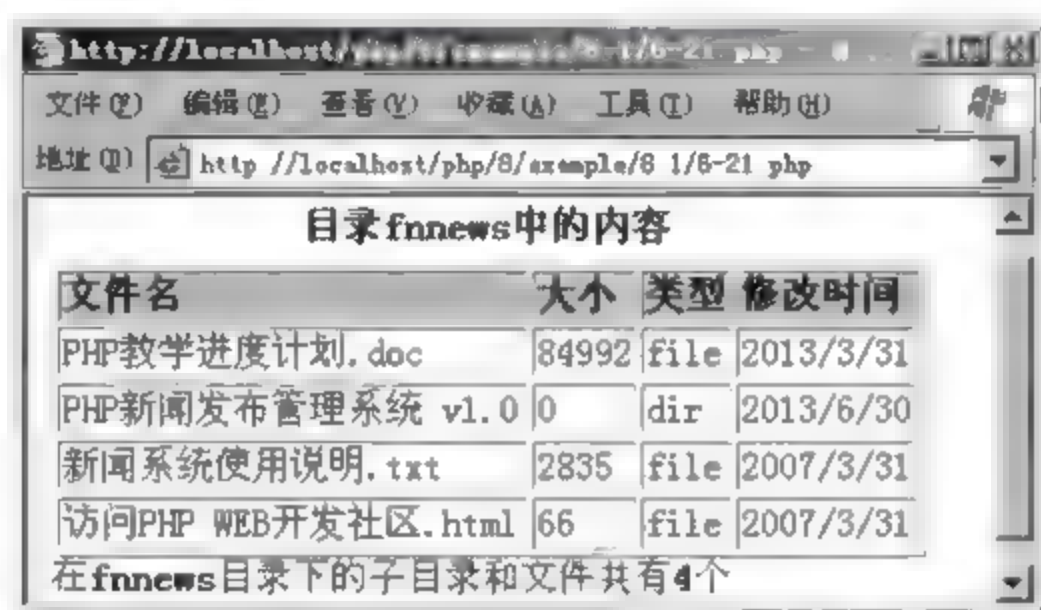 http://localhost/ 6-21 php
文件(F) 编辑(E) 查看(V) 收藏(A) 工具(T) 帮助(H)
地址(D) http //localhost/php/6/example/6 1/6-21 php
目录fnnews中的内容
文件名 大小 类型 修改时间
PHP教学进度计划.doc 84992 file 2013/3/31
PHP新闻发布管理系统 v1.0 0 dir 2013/6/30
新闻系统使用说明.txt 2835 file 2007/3/31
访问PHP WEB开发社区.html 66 file 2007/3/31
在fnnews目录下的子目录和文件共有4个